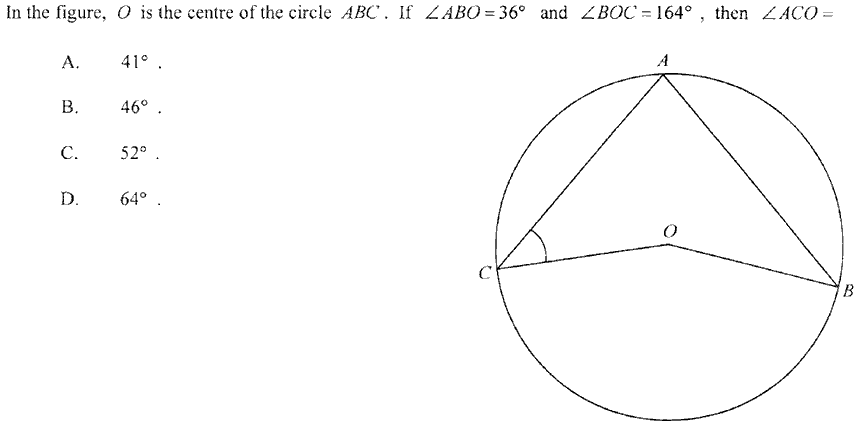 In the figure, O is the centre of the circle ABC. If ∠ABO = 36° and ∠BOC = 164°, then ∠ACO =
A. 41°.
B. 46°.
C. 52°.
D. 64°.
A
O
C
B